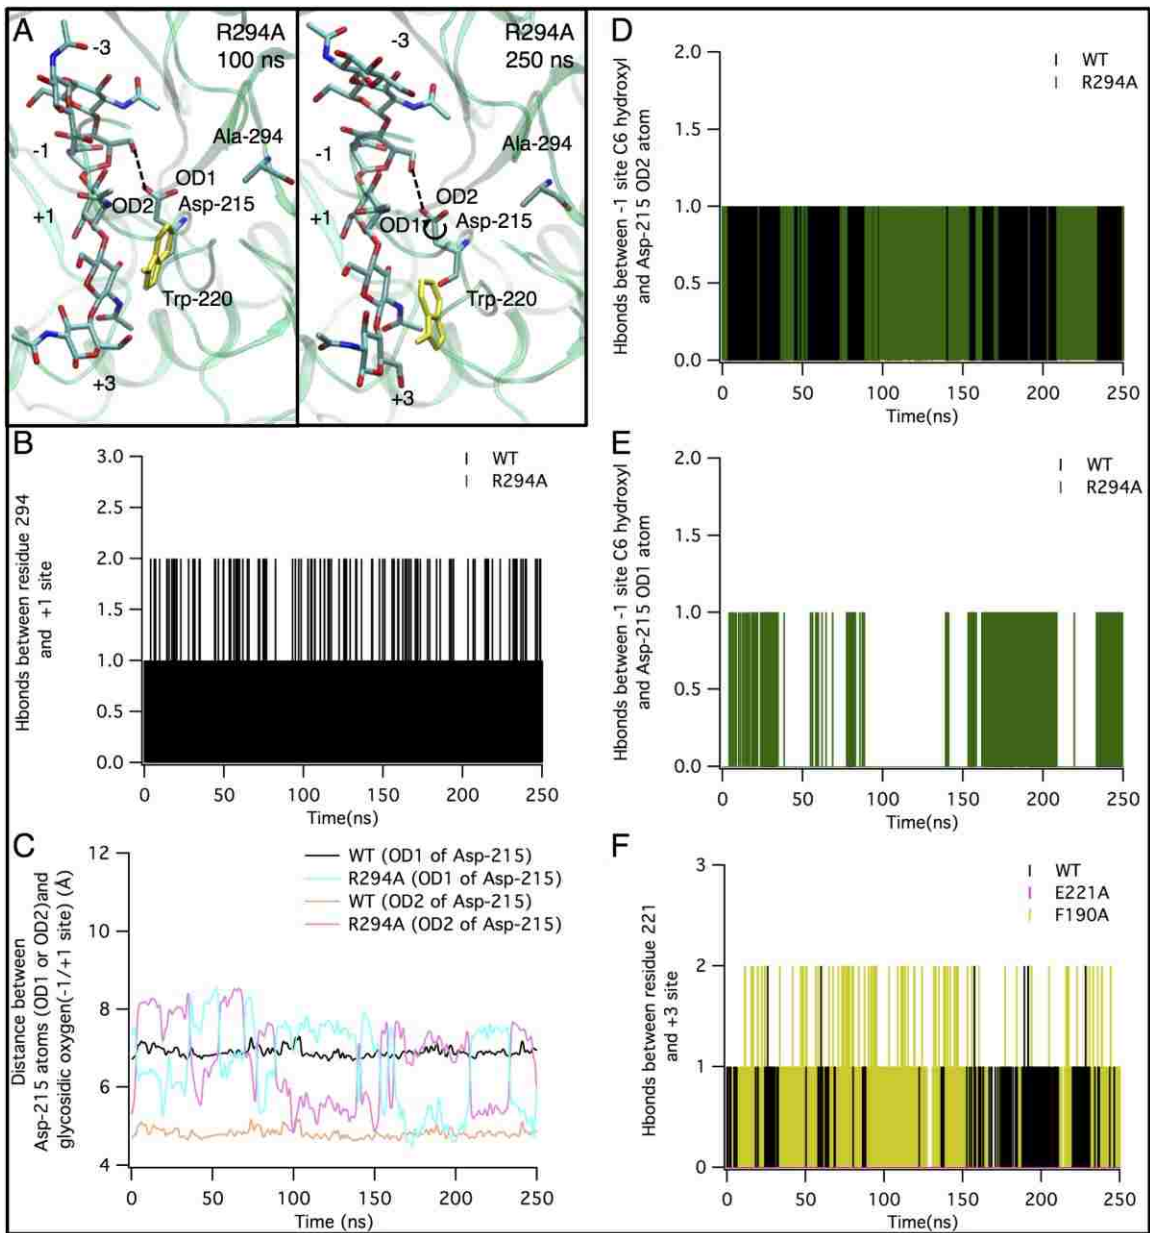 A
-3
R294A
100 ns
-1
Ala-294
OD1
OD2
Asp-215
+1
Trp-220
+3
-3
R294A
250 ns
-1
Ala-294
OD2
OD1
Asp-215
+1
Trp-220
+3
B
Hbonds between residue 294
and +1 site
3.0
2.5
2.0
1.5
1.0
0.5
0.0
WT
R294A
0 50 100 150 200 250
Time(ns)
C
Distance between
Asp-215 atoms (OD1 or OD2)and
glycosidic oxygen(-1/+1 site) (Å)
12
10
8
6
4
WT (OD1 of Asp-215)
R294A (OD1 of Asp-215)
WT (OD2 of Asp-215)
R294A (OD2 of Asp-215)
0 50 100 150 200 250
Time (ns)
D
Hbonds between -1 site C6 hydroxyl
and Asp-215 OD2 atom
2.0
1.5
1.0
0.5
0.0
WT
R294A
0 50 100 150 200 250
Time(ns)
E
Hbonds between -1 site C6 hydroxyl
and Asp-215 OD1 atom
2.0
1.5
1.0
0.5
0.0
WT
R294A
0 50 100 150 200 250
Time(ns)
F
Hbonds between residue 221
and +3 site
3
2
1
0
WT
E221A
F190A
0 50 100 150 200 250
Time(ns)